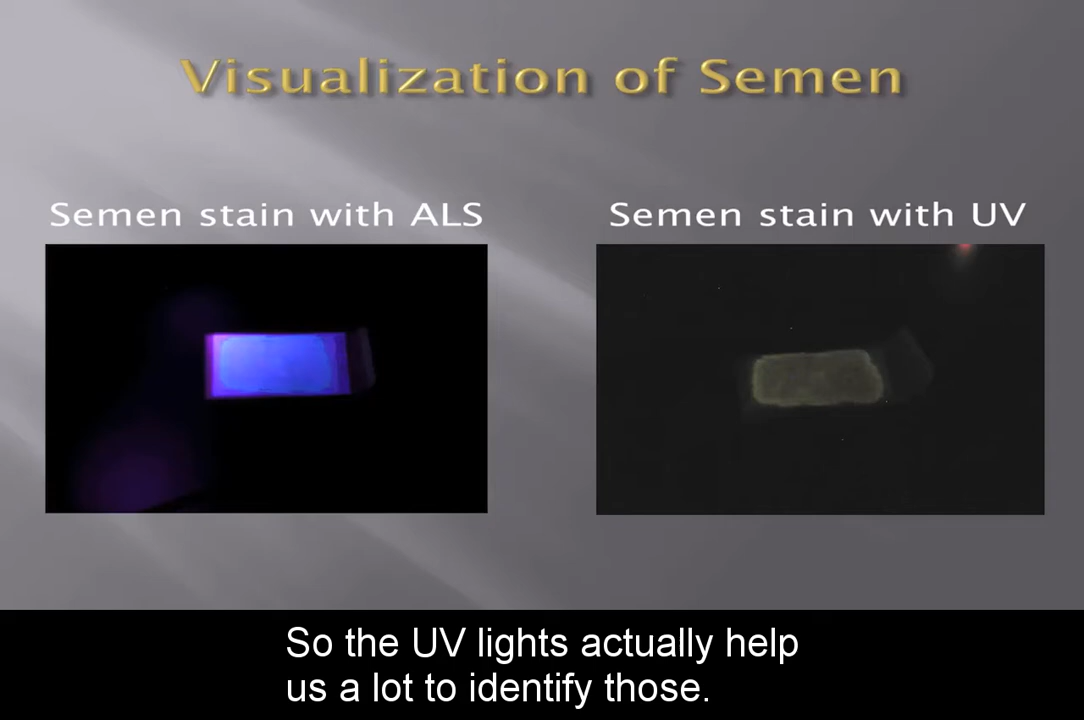 Visualization of Semen
Semen stain with ALS
Semen stain with UV
So the UV lights actually help
us a lot to identify those.